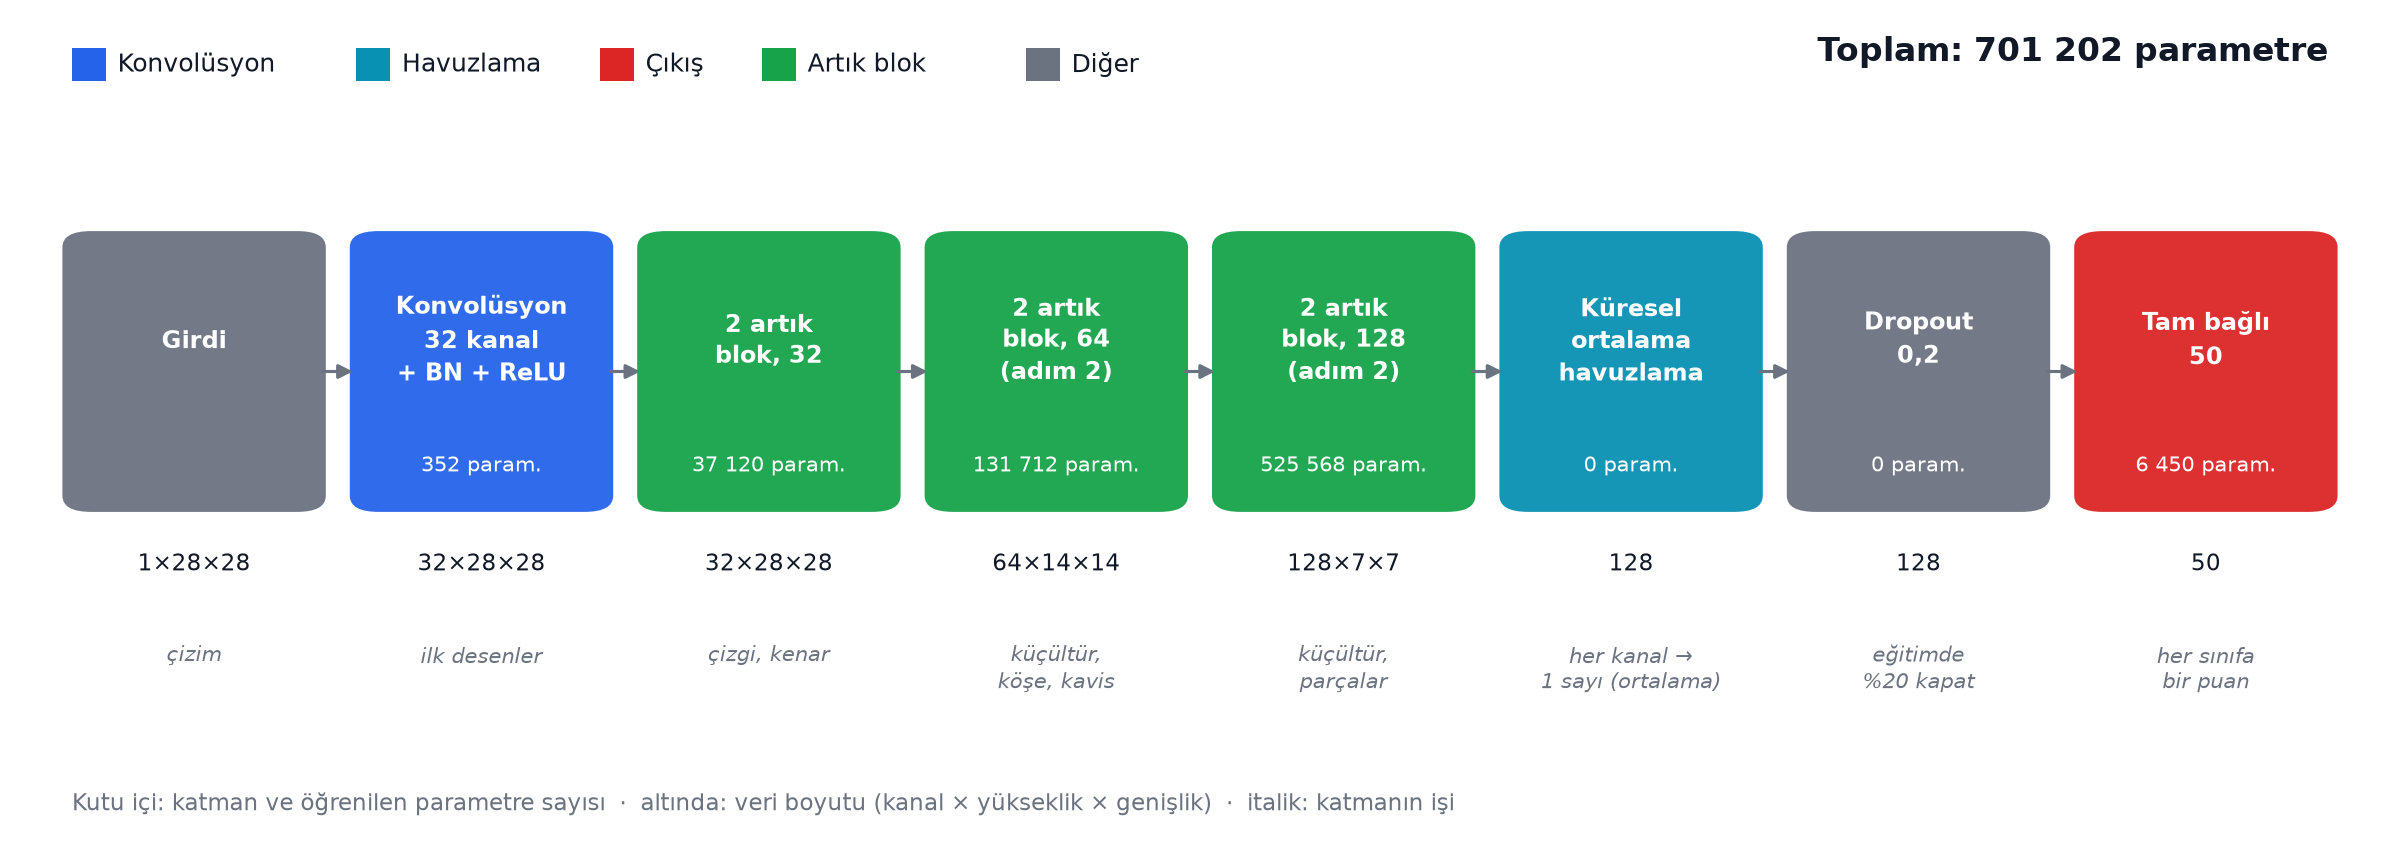 Konvolüsyon
Havuzlama
Çıkış
Artık blok
Diğer
Toplam: 701 202 parametre
Girdi
Konvolüsyon
32 kanal
+ BN + ReLU
352 param.
2 artık
blok, 32
37 120 param.
2 artık
blok, 64
(adım 2)
131 712 param.
2 artık
blok, 128
(adım 2)
525 568 param.
Küresel
ortalama
havuzlama
0 param.
Dropout
0,2
0 param.
Tam bağlı
50
6 450 param.
1×28×28
32×28×28
32×28×28
64×14×14
128×7×7
128
128
50
çizim
ilk desenler
çizgi, kenar
küçültür,
köşe, kavis
küçültür,
parçalar
her kanal →
1 sayı (ortalama)
eğitimde
%20 kapat
her sınıfa
bir puan
Kutu içi: katman ve öğrenilen parametre sayısı · altında: veri boyutu (kanal × yükseklik × genişlik) · italik: katmanın işi